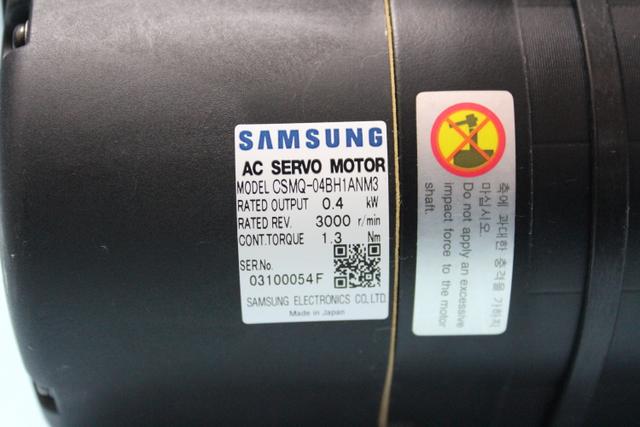 SAMSUNG
AC SERVO MOTOR
MODEL CSMQ-04BH1ANM3
RATED OUTPUT 0.4 kW
RATED REV. 3000 r/min
CONT.TORQUE 1.3 Nm
SER.No.
03100054F
SAMSUNG ELECTRONICS CO.,LTD.
Made in Japan
축에 과대한 충격을 가하지
마십시오.
Do not apply an excessive
impact force to the motor
shaft.